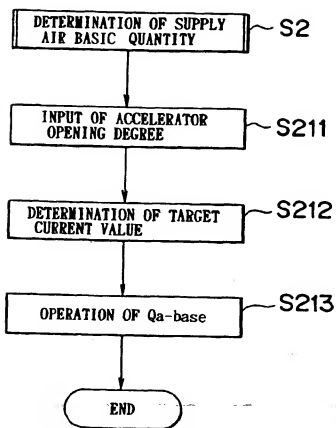 DETERMINATION OF SUPPLY
AIR BASIC QUANTITY
S2
INPUT OF ACCELERATOR
OPENING DEGREE
S211
DETERMINATION OF TARGET
CURRENT VALUE
S212
OPERATION OF Qa-base
S213
END